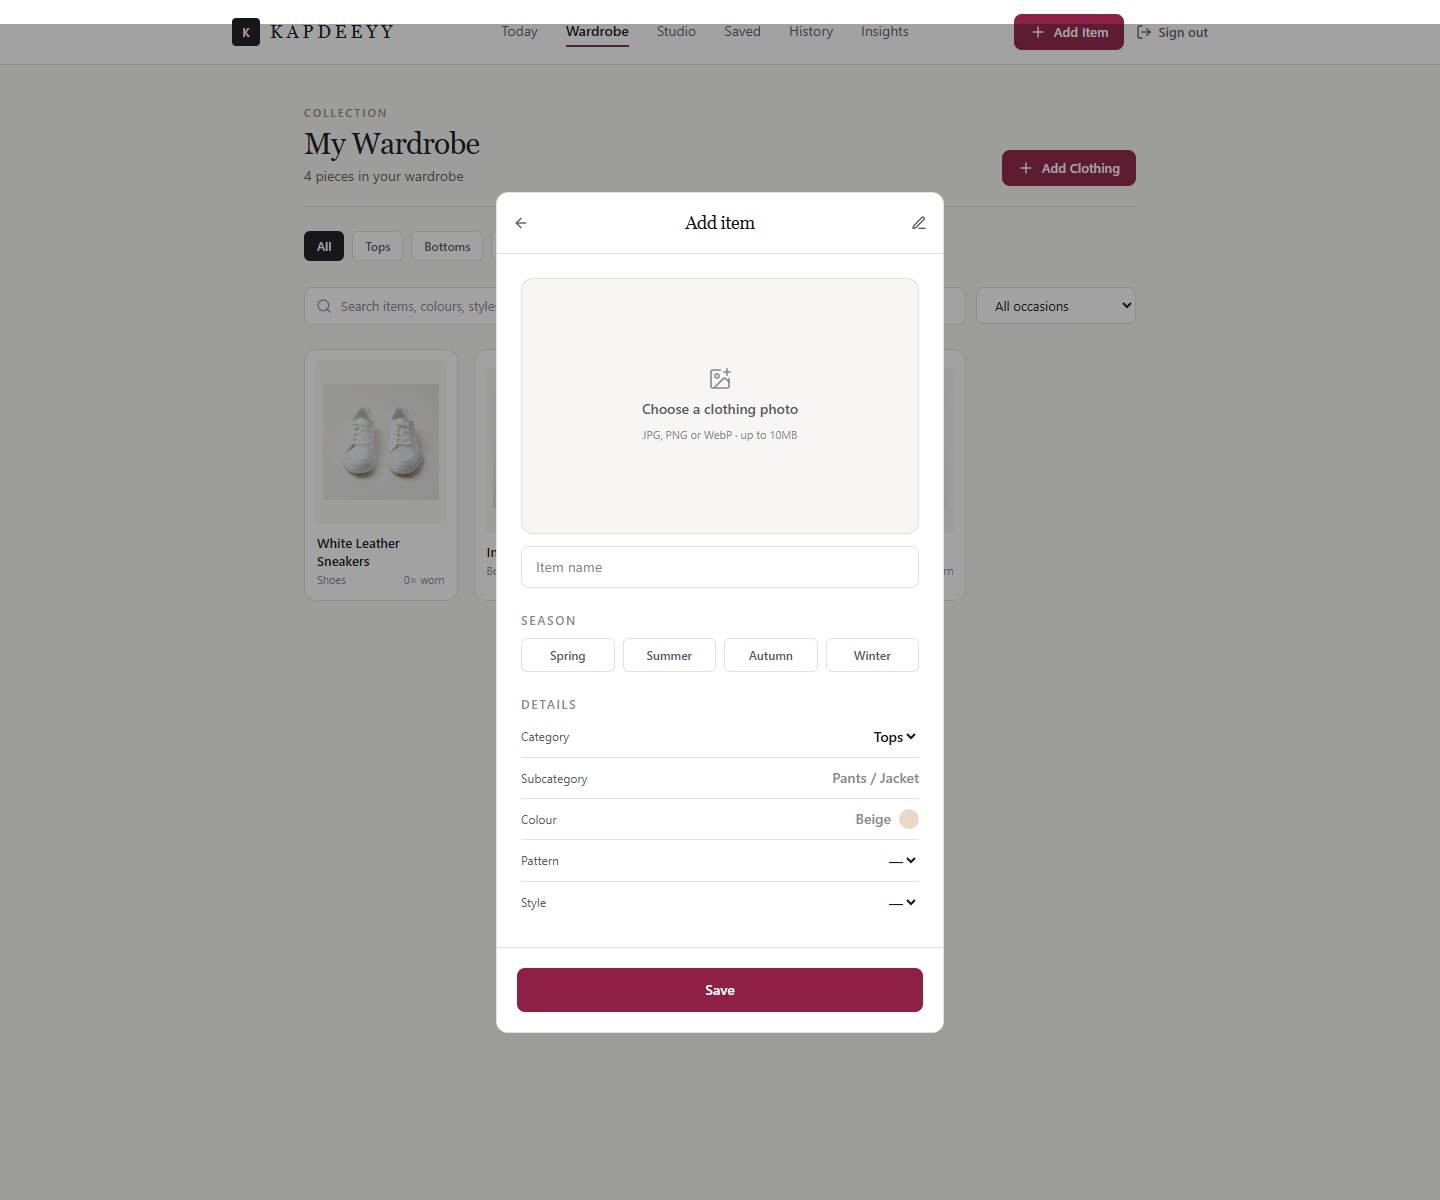 K KAPDEEYY Today Wardrobe Studio Saved History Insights Add Item Sign out
COLLECTION
My Wardrobe
4 pieces in your wardrobe
Add Clothing
All Tops Bottoms
Search items, colours, styles
All occasions
White Leather
Sneakers
Shoes 0× worn
Add item
Choose a clothing photo
JPG, PNG or WebP · up to 10MB
Item name
SEASON
Spring Summer Autumn Winter
DETAILS
Category Tops
Subcategory Pants / Jacket
Colour Beige
Pattern —
Style —
Save